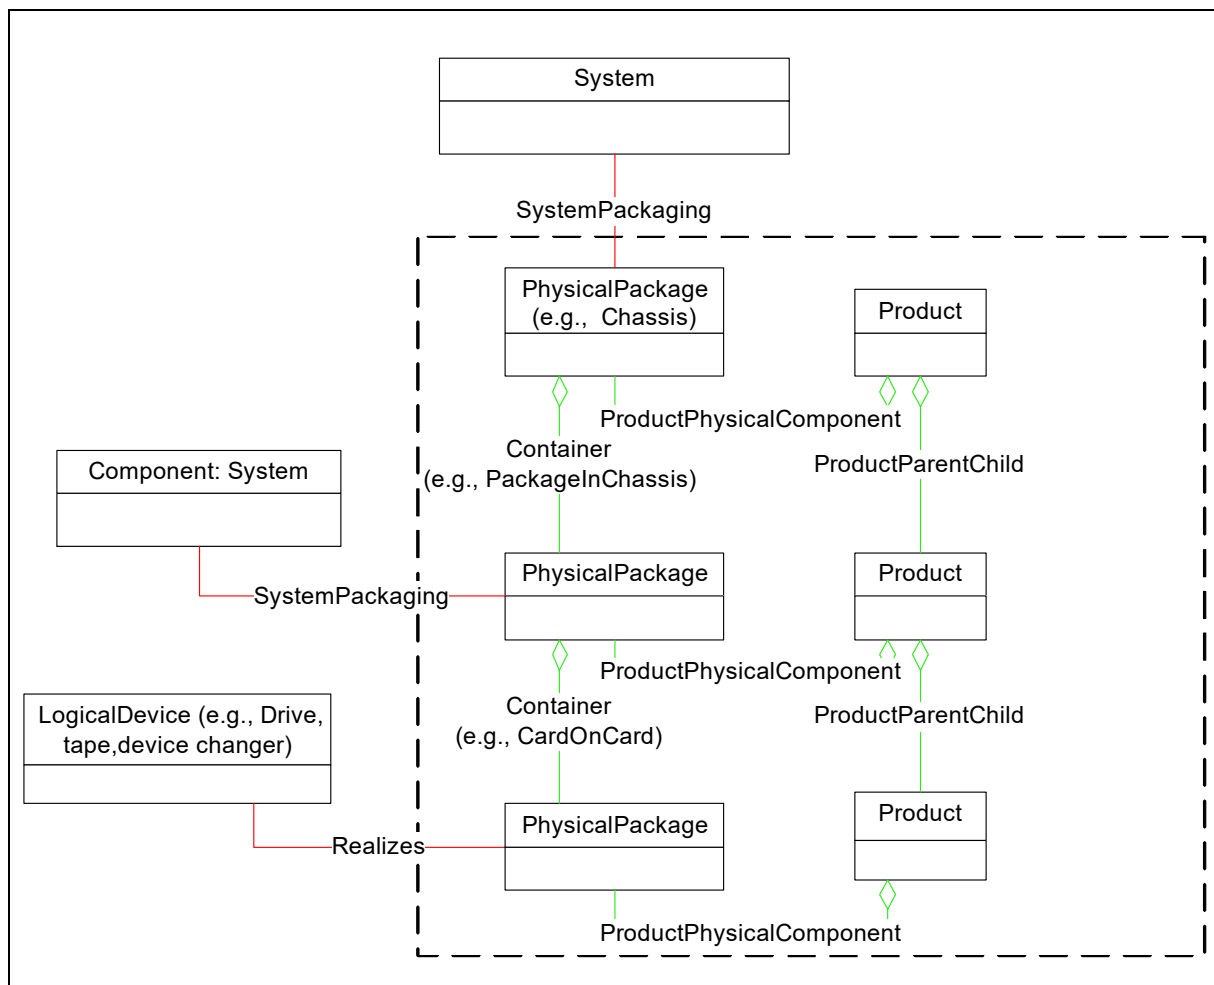 System
SystemPackaging
PhysicalPackage
(e.g., Chassis)
Product
ProductPhysicalComponent
Container
(e.g., PackageInChassis)
ProductParentChild
Component: System
PhysicalPackage
Product
SystemPackaging
ProductPhysicalComponent
Container
(e.g., CardOnCard)
ProductParentChild
LogicalDevice (e.g., Drive,
tape,device changer)
PhysicalPackage
Product
Realizes
ProductPhysicalComponent